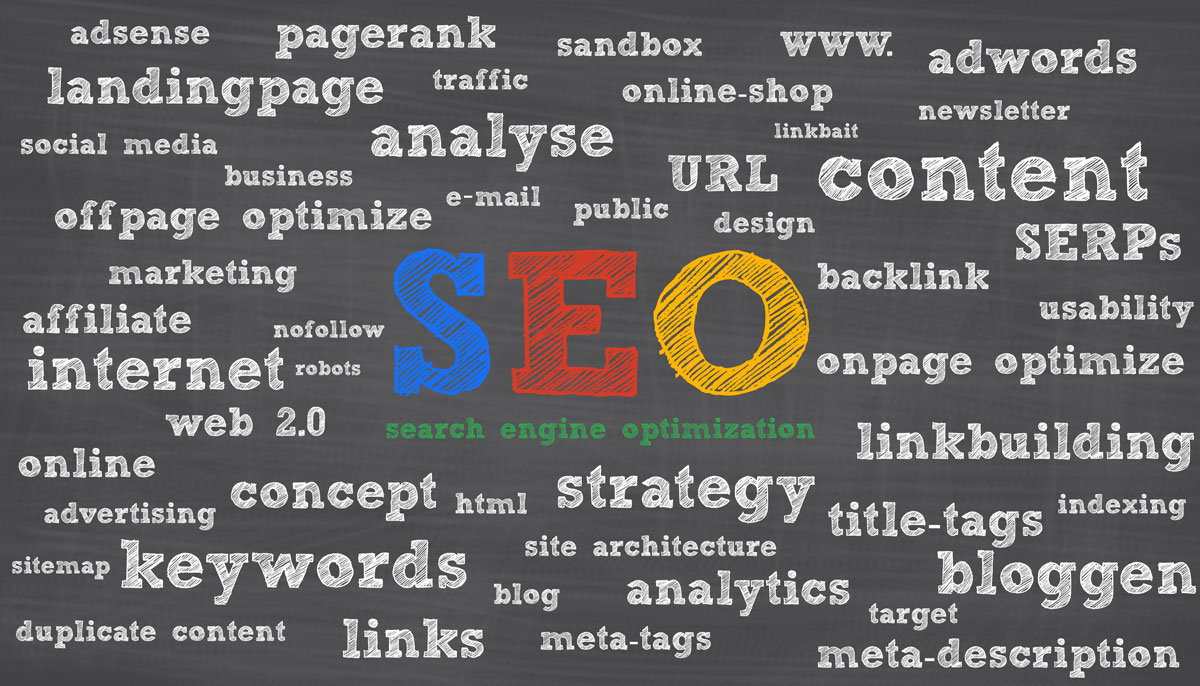 adsense
pagerank
sandbox
www.
adwords
landingpage
traffic
online-shop
newsletter
social media
analyse
linkbait
business
URL
content
e-mail
public
offpage optimize
design
SERPs
marketing
SEO
backlink
affiliate
nofollow
usability
internet
robots
onpage optimize
web 2.0
search engine optimization
linkbuilding
online
concept
html
strategy
advertising
title-tags
indexing
sitemap
keywords
site architecture
bloggen
blog
analytics
target
duplicate content
links
meta-tags
meta-description